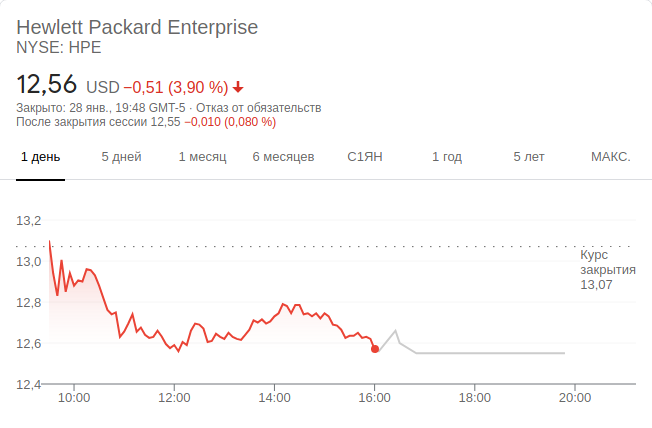 Hewlett Packard Enterprise
NYSE: HPE
12,56 USD −0,51 (3,90 %)
Закрыто: 28 янв., 19:48 GMT-5 · Отказ от обязательств
После закрытия сессии 12,55 −0,010 (0,080 %)
1 день 5 дней 1 месяц 6 месяцев С1ЯН 1 год 5 лет МАКС.
13,2
Курс
закрытия
13,07
13,0
12,8
12,6
12,4
10:00 12:00 14:00 16:00 18:00 20:00